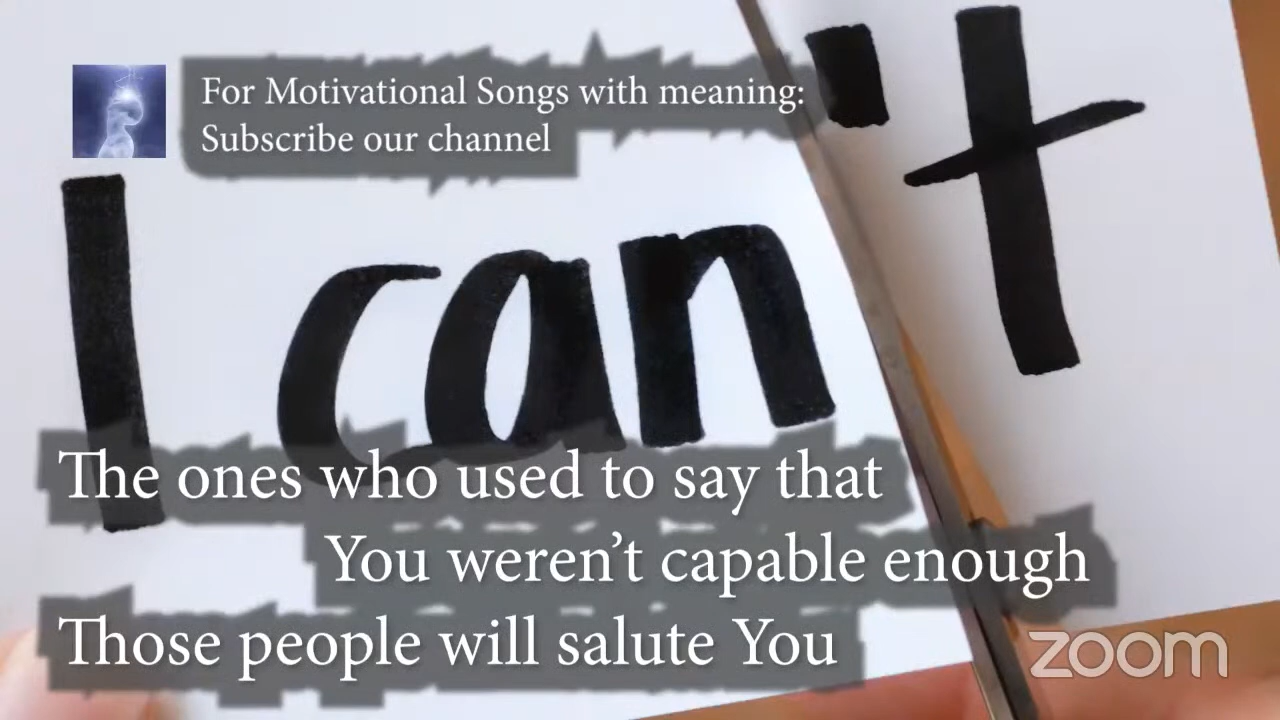 For Motivational Songs with meaning:
Subscribe our channel
I can't
The ones who used to say that
You weren't capable enough
Those people will salute You
zoom